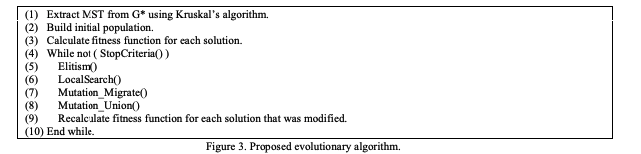 (1) Extract MST from G* using Kruskal's algorithm.
(2) Build initial population.
(3) Calculate fitness function for each solution.
(4) While not ( StopCriteria() )
(5) Elitism()
(6) LocalSearch()
(7) Mutation_Migrate()
(8) Mutation_Union()
(9) Recalculate fitness function for each solution that was modified.
(10) End while.
Figure 3. Proposed evolutionary algorithm.